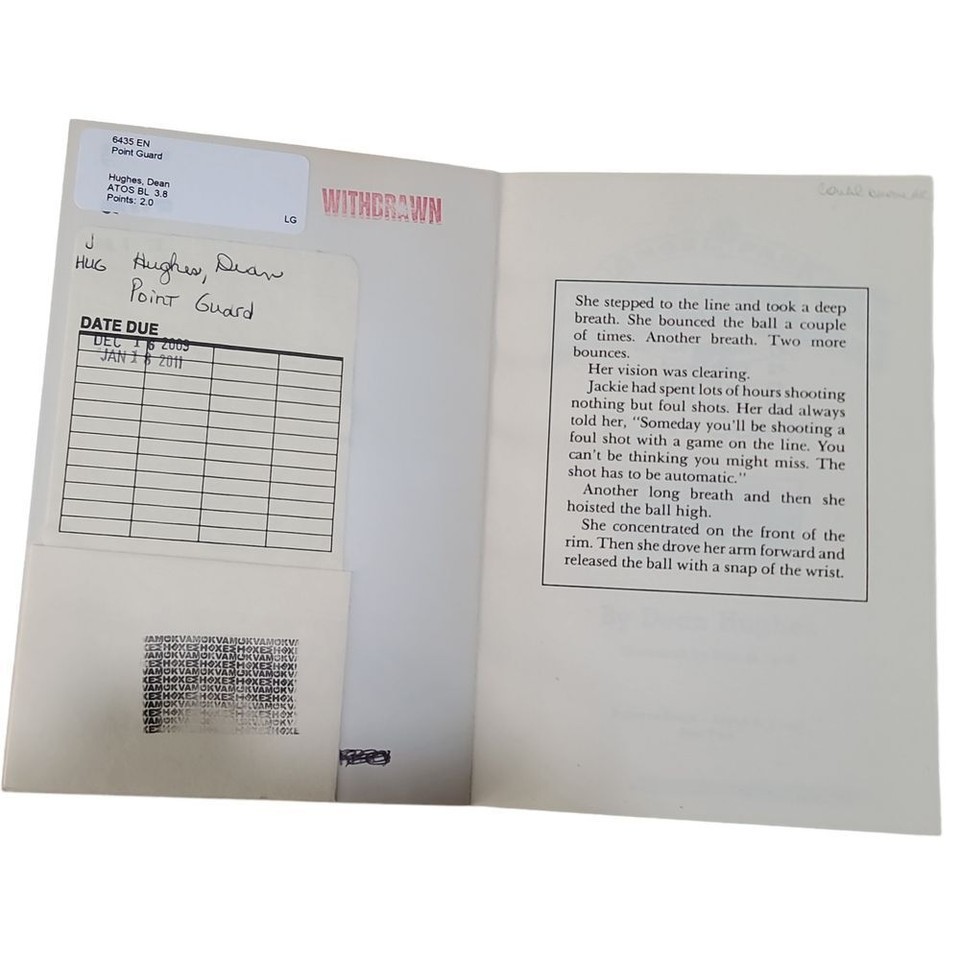 6435 EN
Point Guard
Hughes, Dean
ATOS BL 3.8
Points: 2.0
LG
WITHDRAWN
J
HUG Hughes, Dean
Point Guard
DATE DUE
DEC 1 6 2009
JAN 1 8 2011
She stepped to the line and took a deep
breath. She bounced the ball a couple
of times. Another breath. Two more
bounces.
Her vision was clearing.
Jackie had spent lots of hours shooting
nothing but foul shots. Her dad always
told her, "Someday you'll be shooting a
foul shot with a game on the line. You
can't be thinking you might miss. The
shot has to be automatic."
Another long breath and then she
hoisted the ball high.
She concentrated on the front of the
rim. Then she drove her arm forward and
released the ball with a snap of the wrist.
By Dean Hughes